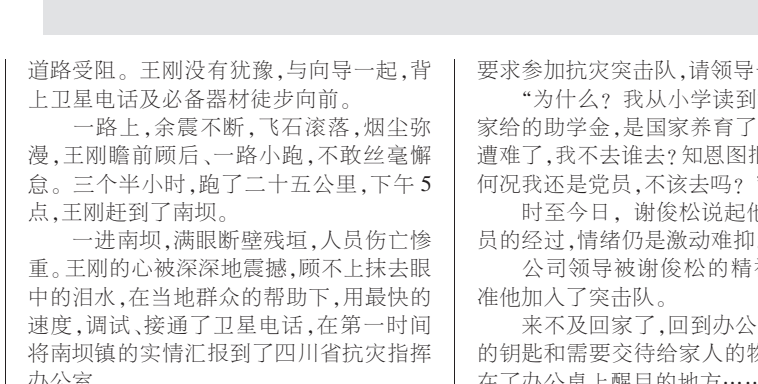 道路受阻。王刚没有犹豫,与向导一起,背
上卫星电话及必备器材徒步向前。
一路上,余震不断,飞石滚落,烟尘弥
漫,王刚瞻前顾后、一路小跑,不敢丝毫懈
怠。三个半小时,跑了二十五公里,下午 5
点,王刚赶到了南坝。
一进南坝,满眼断壁残垣,人员伤亡惨
重。王刚的心被深深地震撼,顾不上抹去眼
中的泪水,在当地群众的帮助下,用最快的
速度,调试、接通了卫星电话,在第一时间
将南坝镇的实情汇报到了四川省抗灾指挥
办公室
要求参加抗灾突击队,请领导
“为什么？我从小学读到
家给的助学金,是国家养育了
遭难了,我不去谁去?知恩图报
何况我还是党员,不该去吗？
时至今日，谢俊松说起他
员的经过,情绪仍是激动难抑
公司领导被谢俊松的精神
准他加入了突击队。
来不及回家了,回到办公
的钥匙和需要交待给家人的物
在了办公桌上醒目的地方……